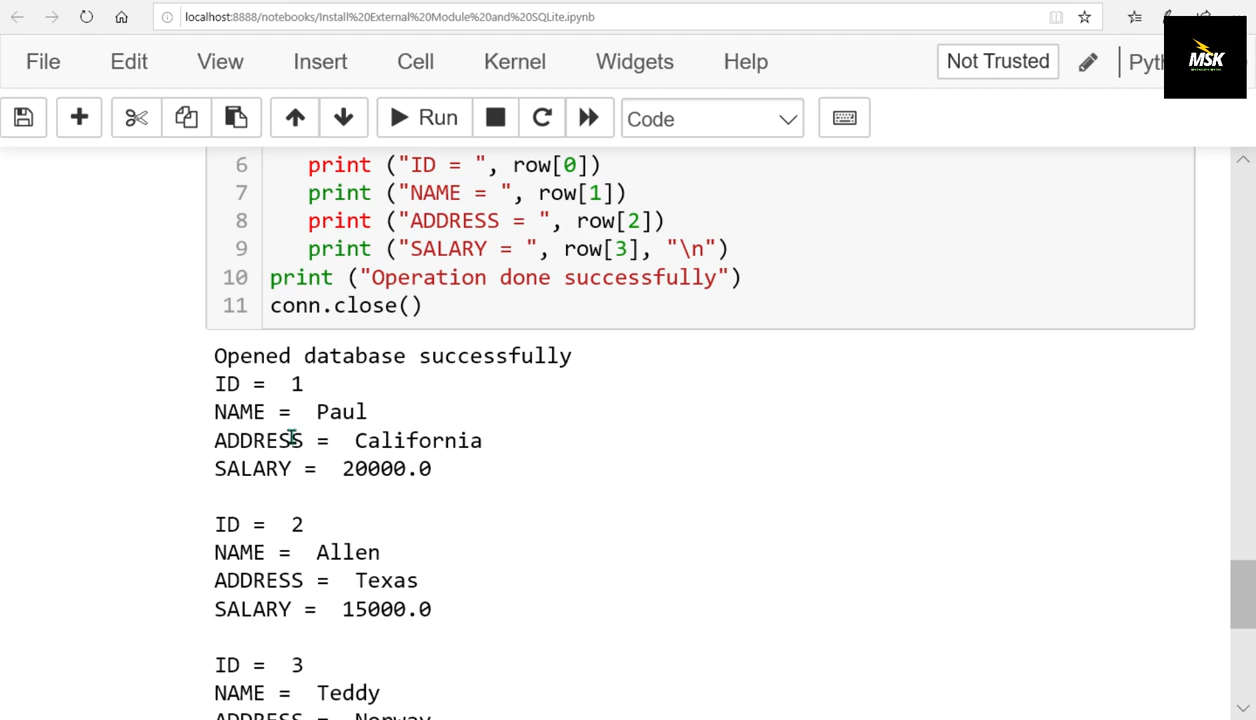 localhost:8888/notebooks/Install%20External%20Module%20and%20SQLite.ipynb
File Edit View Insert Cell Kernel Widgets Help Not Trusted
MSK
Run Code
6 print ("ID = ", row[0])
7 print ("NAME = ", row[1])
8 print ("ADDRESS = ", row[2])
9 print ("SALARY = ", row[3], "\n")
10 print ("Operation done successfully")
11 conn.close()
Opened database successfully
ID = 1
NAME = Paul
ADDRESS = California
SALARY = 20000.0
ID = 2
NAME = Allen
ADDRESS = Texas
SALARY = 15000.0
ID = 3
NAME = Teddy
ADDRESS = Norway